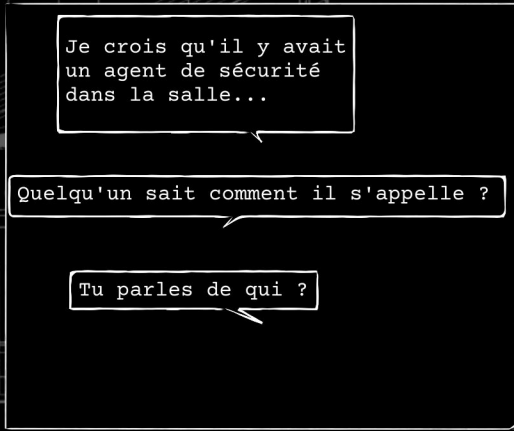 Je crois qu'il y avait
un agent de sécurité
dans la salle...
Quelqu'un sait comment il s'appelle ?
Tu parles de qui ?